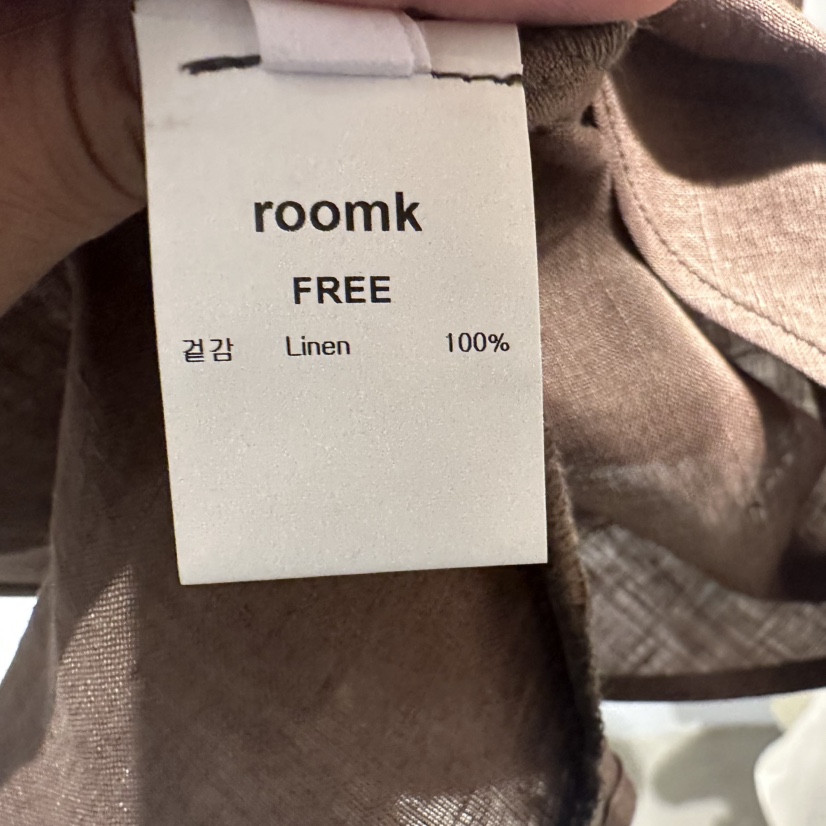 roomk
FREE
겉감 Linen 100%